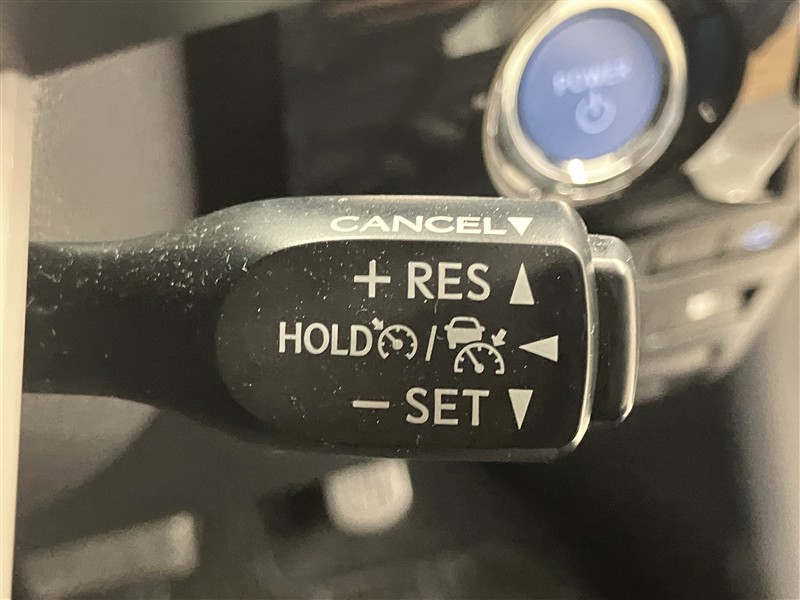 POWER
CANCEL▼
+ RES ▲
HOLD / ◀
− SET ▼